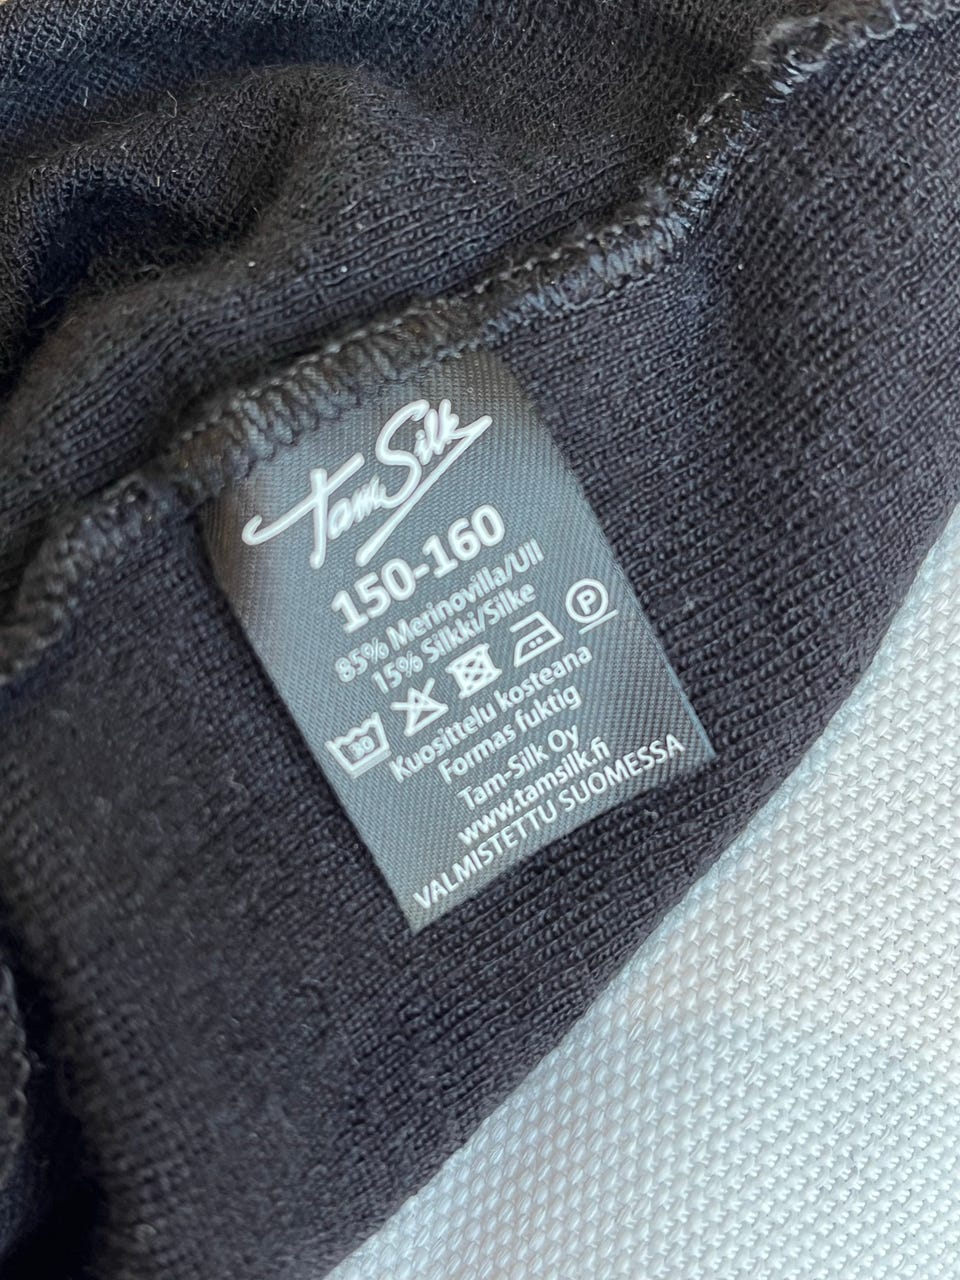 Tam Silk
150-160
85% Merinovilla/Ull
15% Silkki/Silke
30 P
Kuosittelu kosteana
Formas fuktig
Tam-Silk Oy
www.tamsilk.fi
VALMISTETTU SUOMESSA